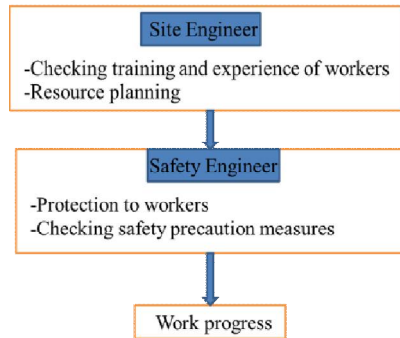 Site Engineer
-Checking training and experience of workers
-Resource planning
Safety Engineer
-Protection to workers
-Checking safety precaution measures
Work progress